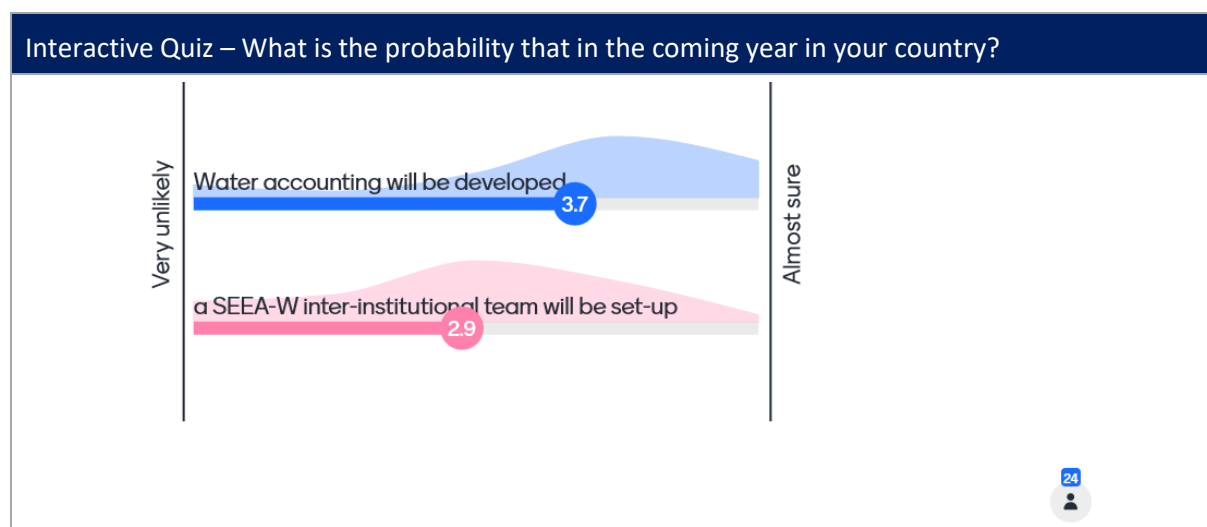 Interactive Quiz – What is the probability that in the coming year in your country?
Very unlikely
Water accounting will be developed
3.7
a SEEA-W inter-institutional team will be set-up
2.9
Almost sure
24